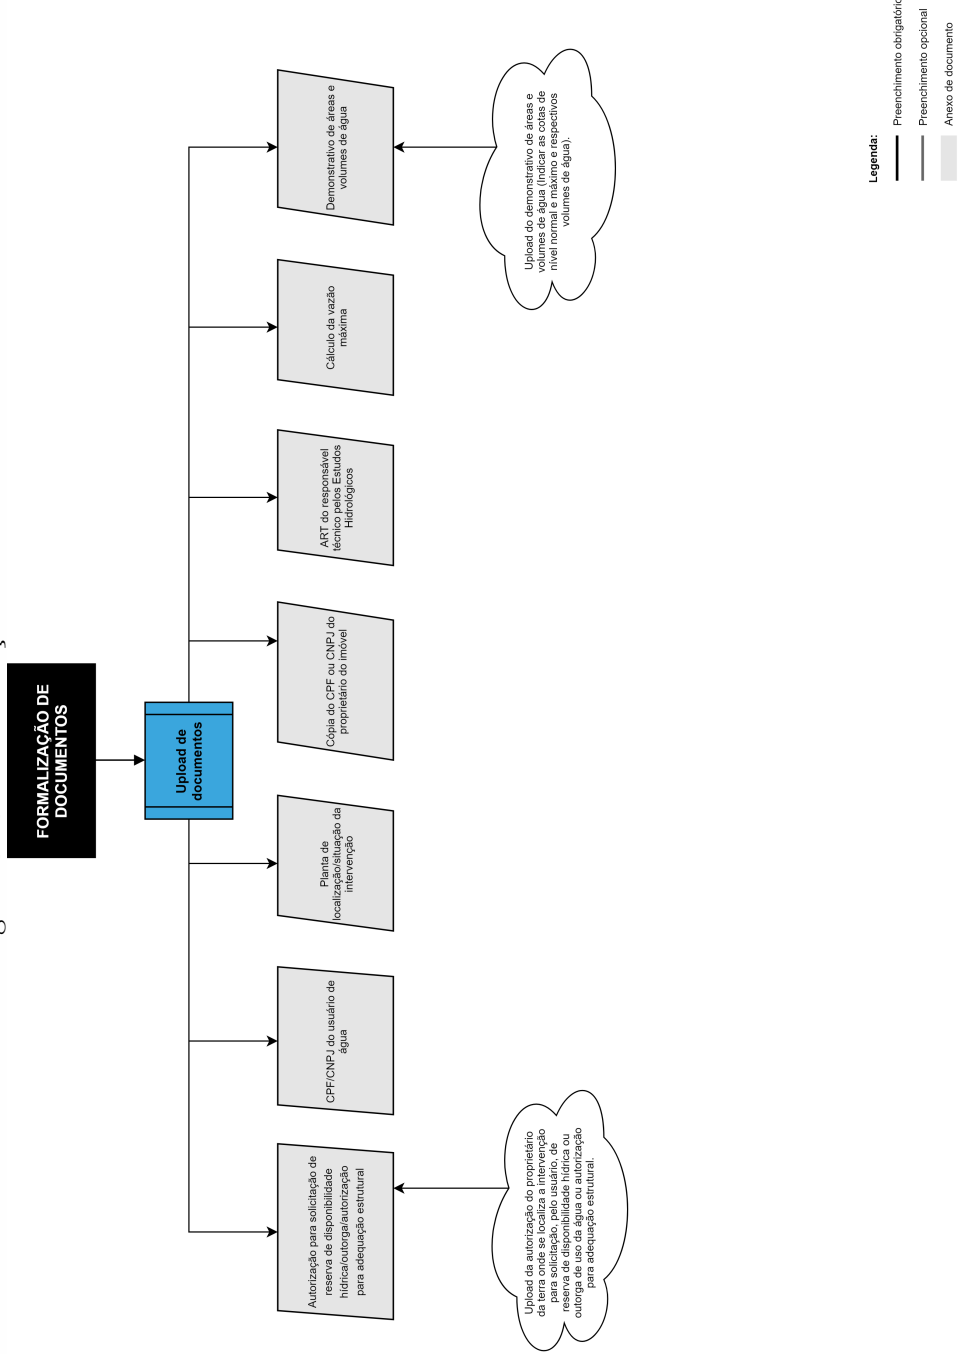 FORMALIZAÇÃO DE
DOCUMENTOS
Upload de
documentos
Autorização para solicitação de
reserva de disponibilidade
hídrica/outorga/autorização
para adequação estrutural
CPF/CNPJ do usuário de
água
Planta de
localização/situação da
intervenção
Cópia do CPF ou CNPJ do
proprietário do imóvel
ART do responsável
técnico pelos Estudos
Hidrológicos
Cálculo da vazão
máxima
Demonstrativo de áreas e
volumes de água
Upload da autorização do proprietário
da terra onde se localiza a intervenção
para solicitação, pelo usuário, de
reserva de disponibilidade hídrica ou
outorga de uso da água ou autorização
para adequação estrutural.
Upload do demonstrativo de áreas e
volumes de água (Indicar as cotas de
nível normal e máximo e respectivos
volumes de água).
Legenda:
Preenchimento obrigatório
Preenchimento opcional
Anexo de documento